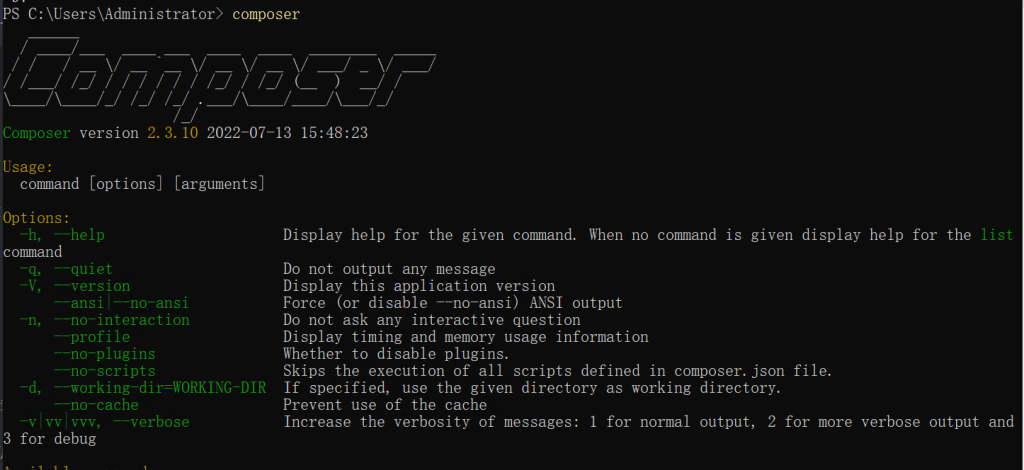 PS C:\Users\Administrator> composer
Composer
Composer version 2.3.10 2022-07-13 15:48:23
Usage:
command [options] [arguments]
Options:
-h, --help Display help for the given command. When no command is given display help for the list
command
-q, --quiet Do not output any message
-V, --version Display this application version
--ansi|--no-ansi Force (or disable --no-ansi) ANSI output
-n, --no-interaction Do not ask any interactive question
--profile Display timing and memory usage information
--no-plugins Whether to disable plugins.
--no-scripts Skips the execution of all scripts defined in composer.json file.
-d, --working-dir=WORKING-DIR If specified, use the given directory as working directory.
--no-cache Prevent use of the cache
-v|vv|vvv, --verbose Increase the verbosity of messages: 1 for normal output, 2 for more verbose output and
3 for debug